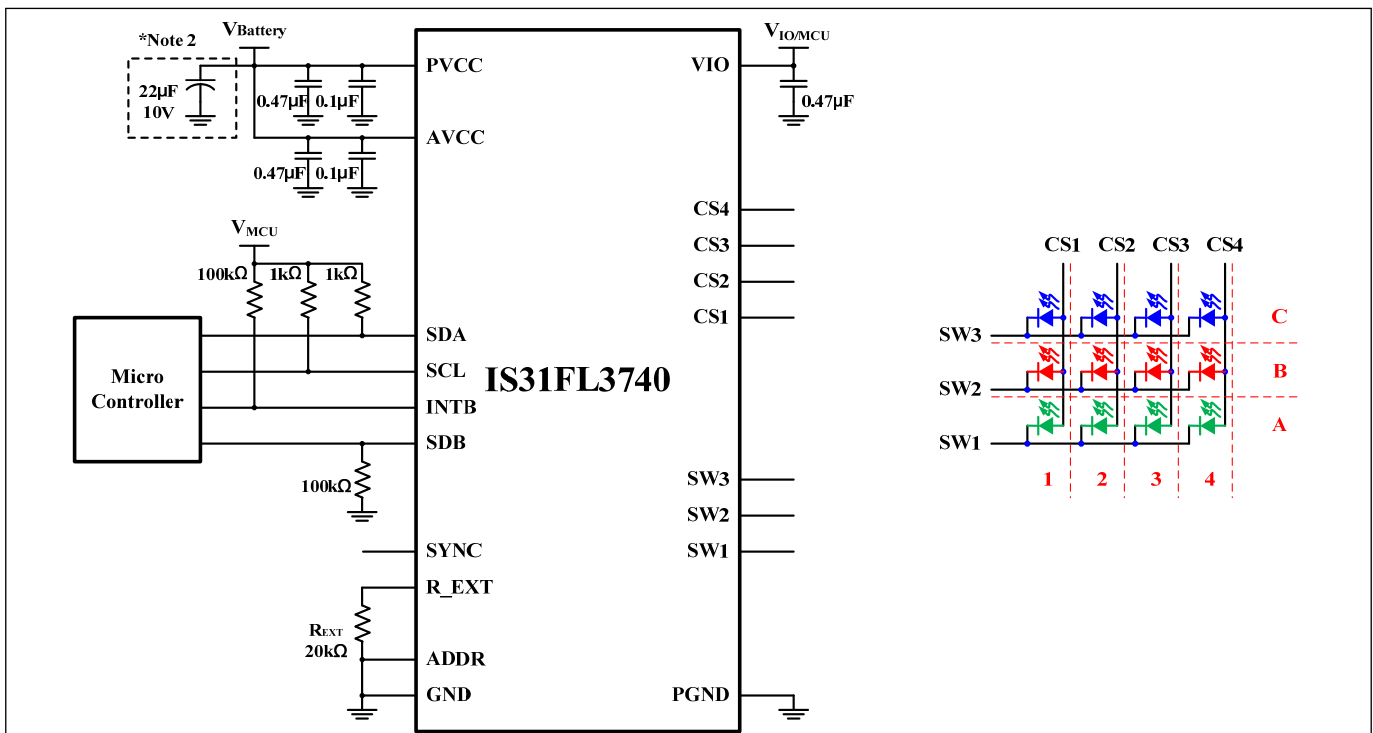 *Note 2
VBattery
22μF
10V
0.47μF
0.1μF
PVCC
0.47μF
0.1μF
AVCC
VMCU
100kΩ
1kΩ
1kΩ
Micro
Controller
SDA
SCL
INTB
SDB
100kΩ
SYNC
R_EXT
REXT
20kΩ
ADDR
GND
IS31FL3740
VIO/MCU
VIO
0.47μF
CS4
CS3
CS2
CS1
SW3
SW2
SW1
PGND
CS1 CS2 CS3 CS4
SW3
C
SW2
B
SW1
A
1 2 3 4